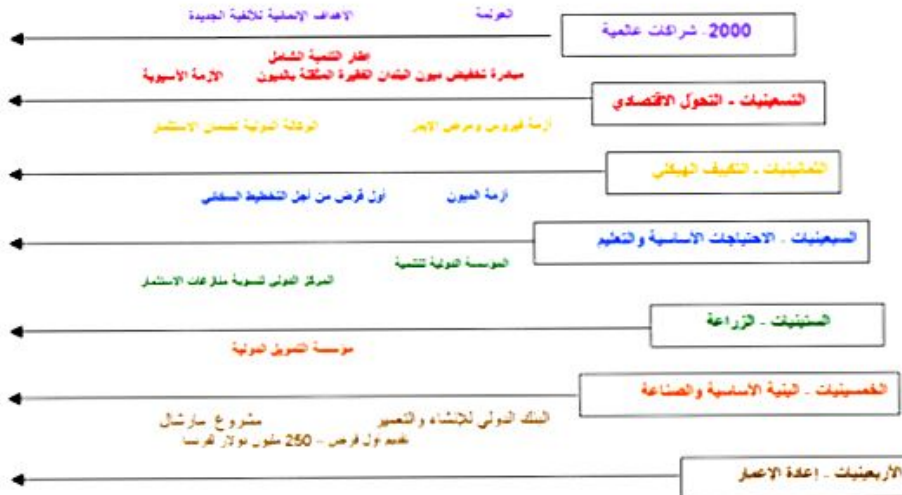 العولمة الاهداف الإنمائية للألفية الجديدة
2000 - شراكات عالمية
إطار التنمية الشامل
مبادرة تخفيض ديون البلدان الفقيرة المثقلة بالديون الأزمة الآسيوية
التسعينيات - التحول الاقتصادي
أزمة فيروس ومرض الإيدز الوكالة الدولية لضمان الاستثمار
الثمانينيات - التكييف الهيكلي
أزمة الديون أول قرض من أجل التخطيط السكاني
السبعينيات - الاحتياجات الأساسية والتعليم
المؤسسة الدولية للتنمية
المركز الدولي لتسوية منازعات الاستثمار
الستينيات - الزراعة
مؤسسة التمويل الدولية
الخمسينيات - البنية الأساسية والصناعة
البنك الدولي للإنشاء والتعمير مشروع مارشال
تقديم أول قرض – 250 مليون دولار لفرنسا
الأربعينيات - إعادة الإعمار